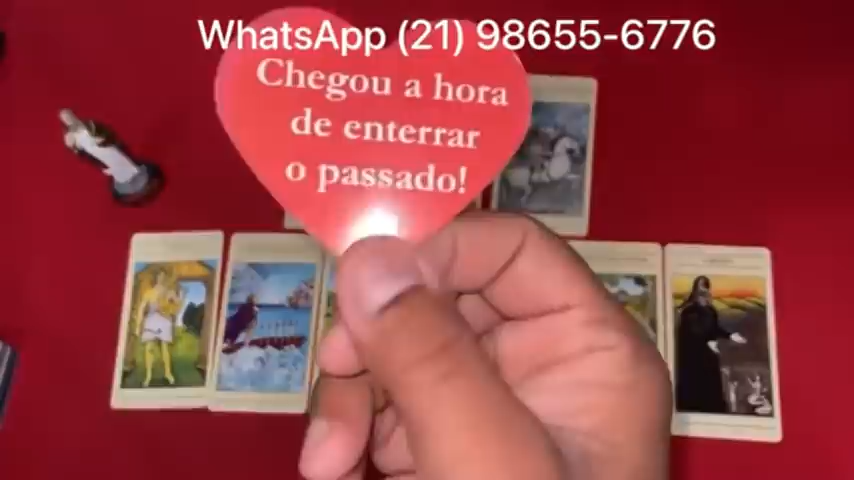 WhatsApp (21) 98655-6776
Chegou a hora
de enterrar
o passado!